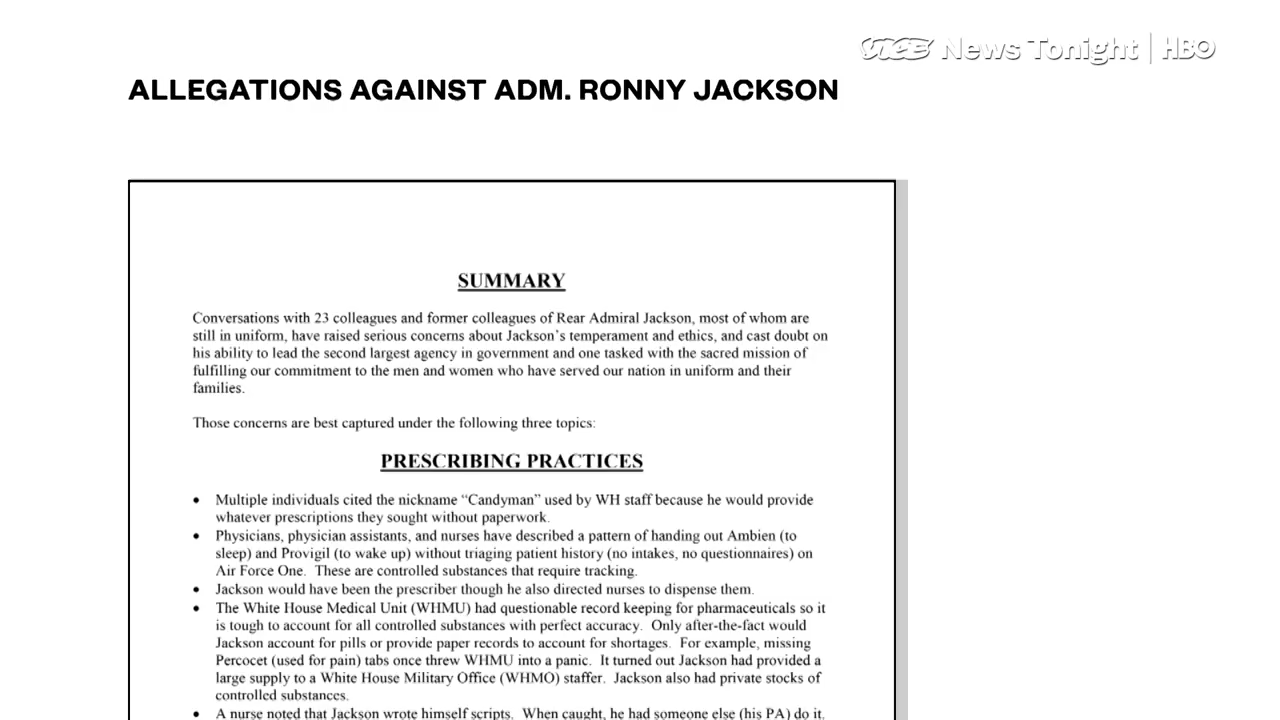 VICE News Tonight | HBO
ALLEGATIONS AGAINST ADM. RONNY JACKSON
SUMMARY
Conversations with 23 colleagues and former colleagues of Rear Admiral Jackson, most of whom are
still in uniform, have raised serious concerns about Jackson's temperament and ethics, and cast doubt on
his ability to lead the second largest agency in government and one tasked with the sacred mission of
fulfilling our commitment to the men and women who have served our nation in uniform and their
families.
Those concerns are best captured under the following three topics:
PRESCRIBING PRACTICES
• Multiple individuals cited the nickname “Candyman” used by WH staff because he would provide
whatever prescriptions they sought without paperwork.
• Physicians, physician assistants, and nurses have described a pattern of handing out Ambien (to
sleep) and Provigil (to wake up) without triaging patient history (no intakes, no questionnaires) on
Air Force One. These are controlled substances that require tracking.
• Jackson would have been the prescriber though he also directed nurses to dispense them.
• The White House Medical Unit (WHMU) had questionable record keeping for pharmaceuticals so it
is tough to account for all controlled substances with perfect accuracy. Only after-the-fact would
Jackson account for pills or provide paper records to account for shortages. For example, missing
Percocet (used for pain) tabs once threw WHMU into a panic. It turned out Jackson had provided a
large supply to a White House Military Office (WHMO) staffer. Jackson also had private stocks of
controlled substances.
• A nurse noted that Jackson wrote himself scripts. When caught, he had someone else (his PA) do it.